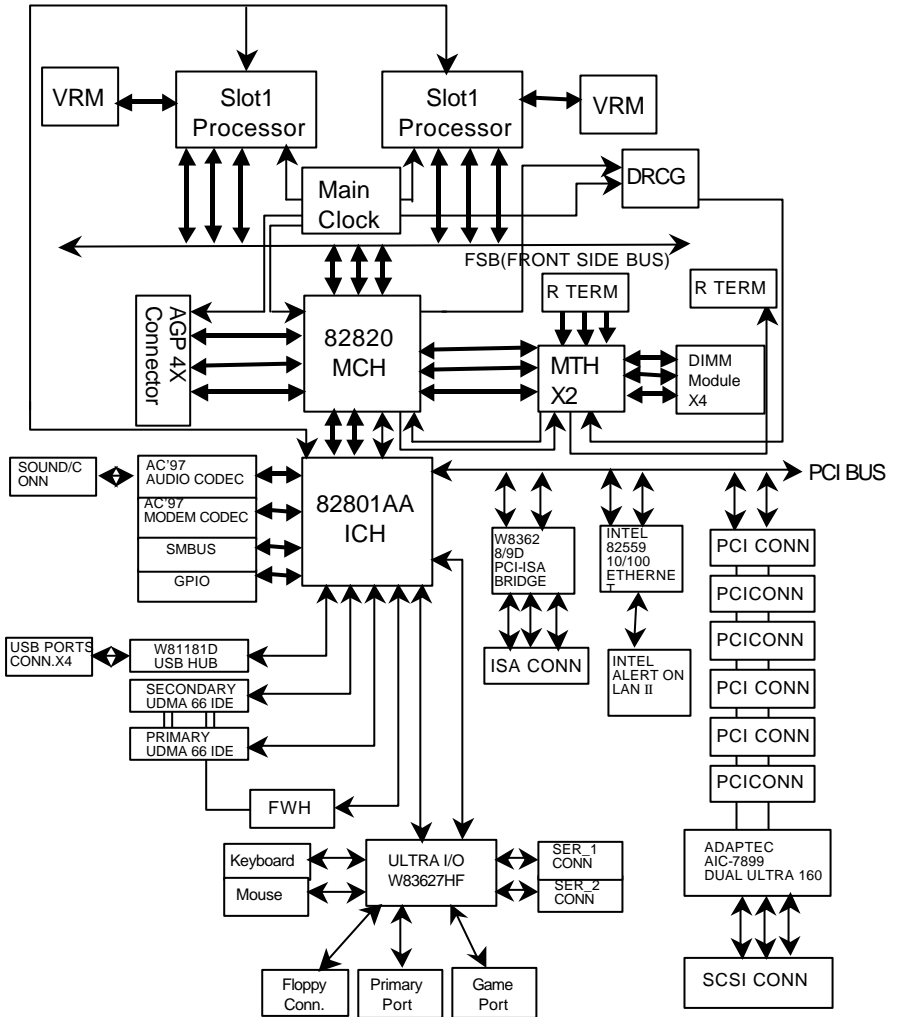 VRM
Slot1
Processor
Slot1
Processor
VRM
Main
Clock
DRCG
FSB(FRONT SIDE BUS)
R TERM
R TERM
AGP 4X
Connector
82820
MCH
MTH
X2
DIMM
Module
X4
SOUND/C
ONN
AC'97
AUDIO CODEC
AC'97
MODEM CODEC
SMBUS
GPIO
82801AA
ICH
PCI BUS
W8362
8/9D
PCI-ISA
BRIDGE
INTEL
82559
10/100
ETHERNE
T
PCI CONN
PCICONN
PCICONN
PCI CONN
PCI CONN
PCICONN
USB PORTS
CONN.X4
W81181D
USB HUB
ISA CONN
INTEL
ALERT ON
LAN II
SECONDARY
UDMA 66 IDE
PRIMARY
UDMA 66 IDE
FWH
Keyboard
Mouse
ULTRA I/O
W83627HF
SER_1
CONN
SER_2
CONN
ADAPTEC
AIC-7899
DUAL ULTRA 160
Floppy
Conn.
Primary
Port
Game
Port
SCSI CONN